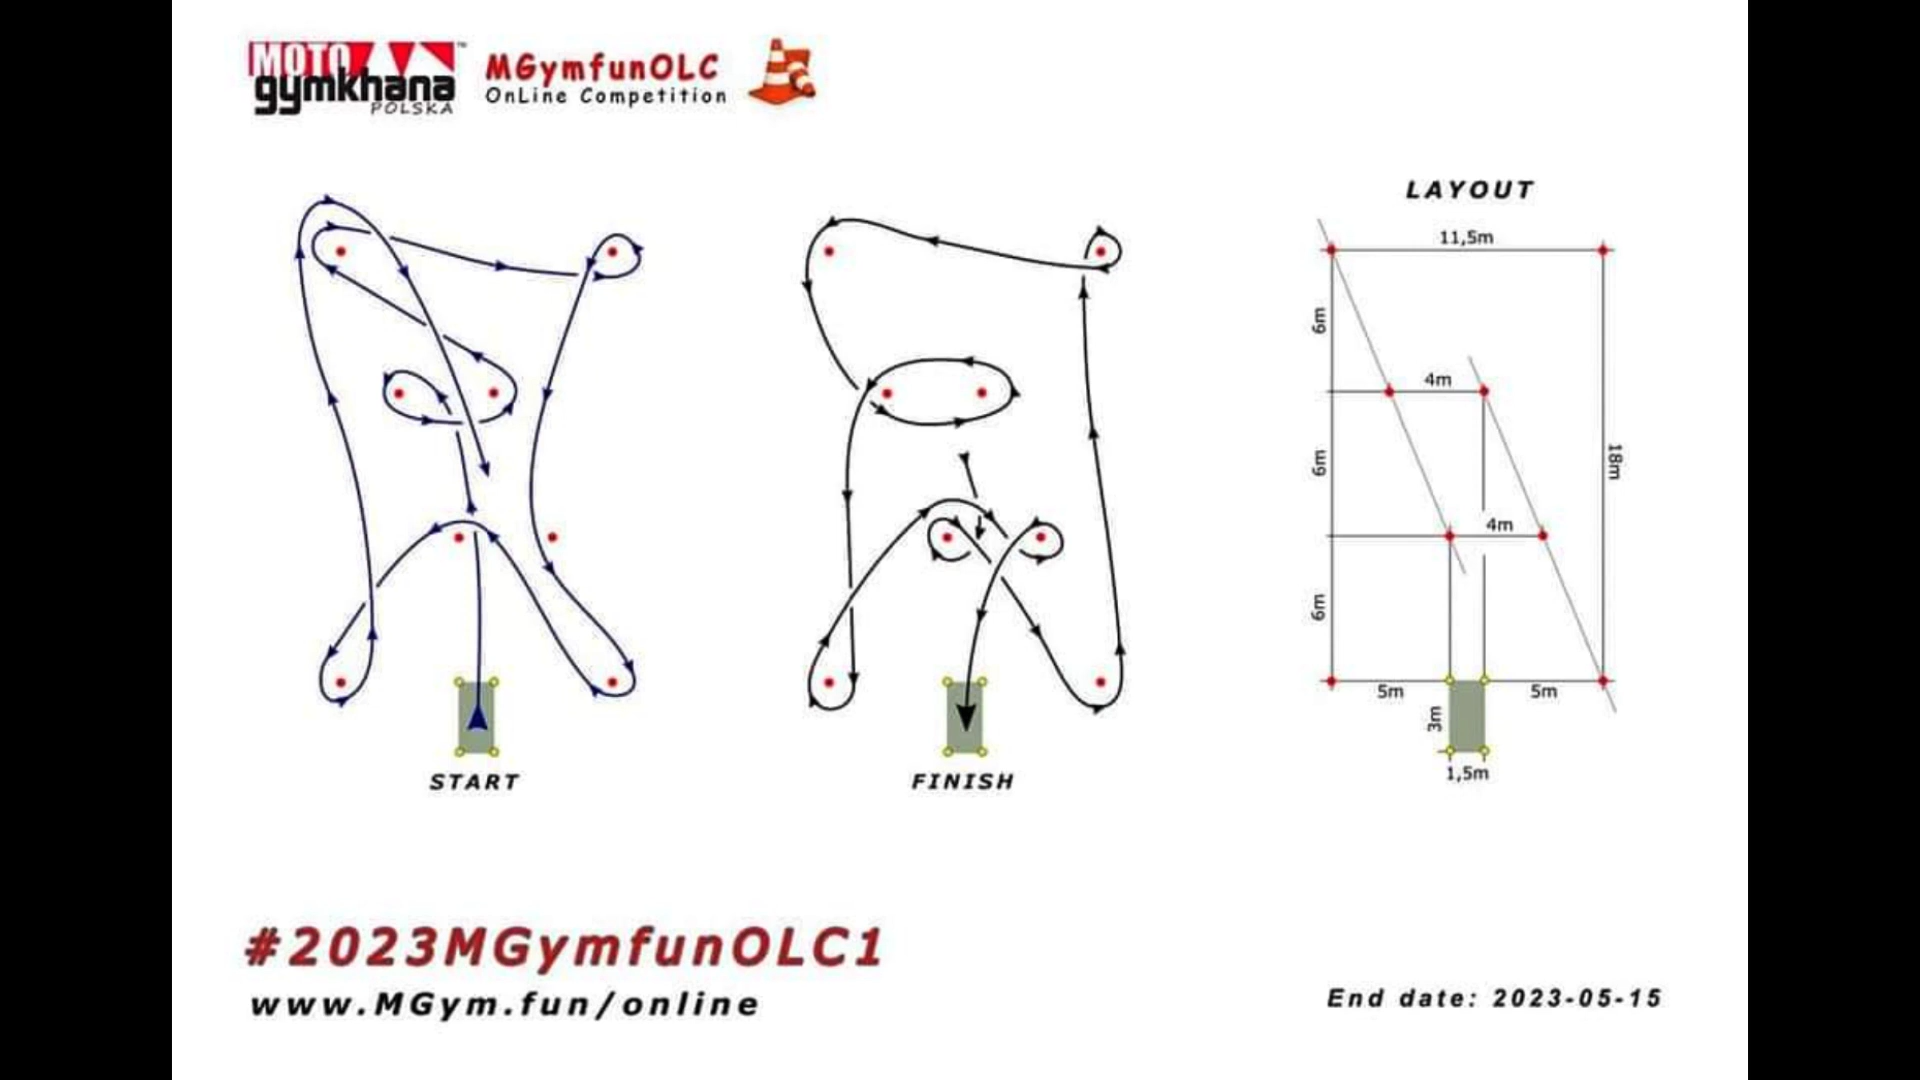 MOTO
gymkhana
POLSKA
MGymfunOLC
OnLine Competition
LAYOUT
11,5m
6m
4m
6m
18m
4m
6m
5m
5m
3m
1,5m
START
FINISH
#2023MGymfunOLC1
www.MGym.fun/online
End date: 2023-05-15